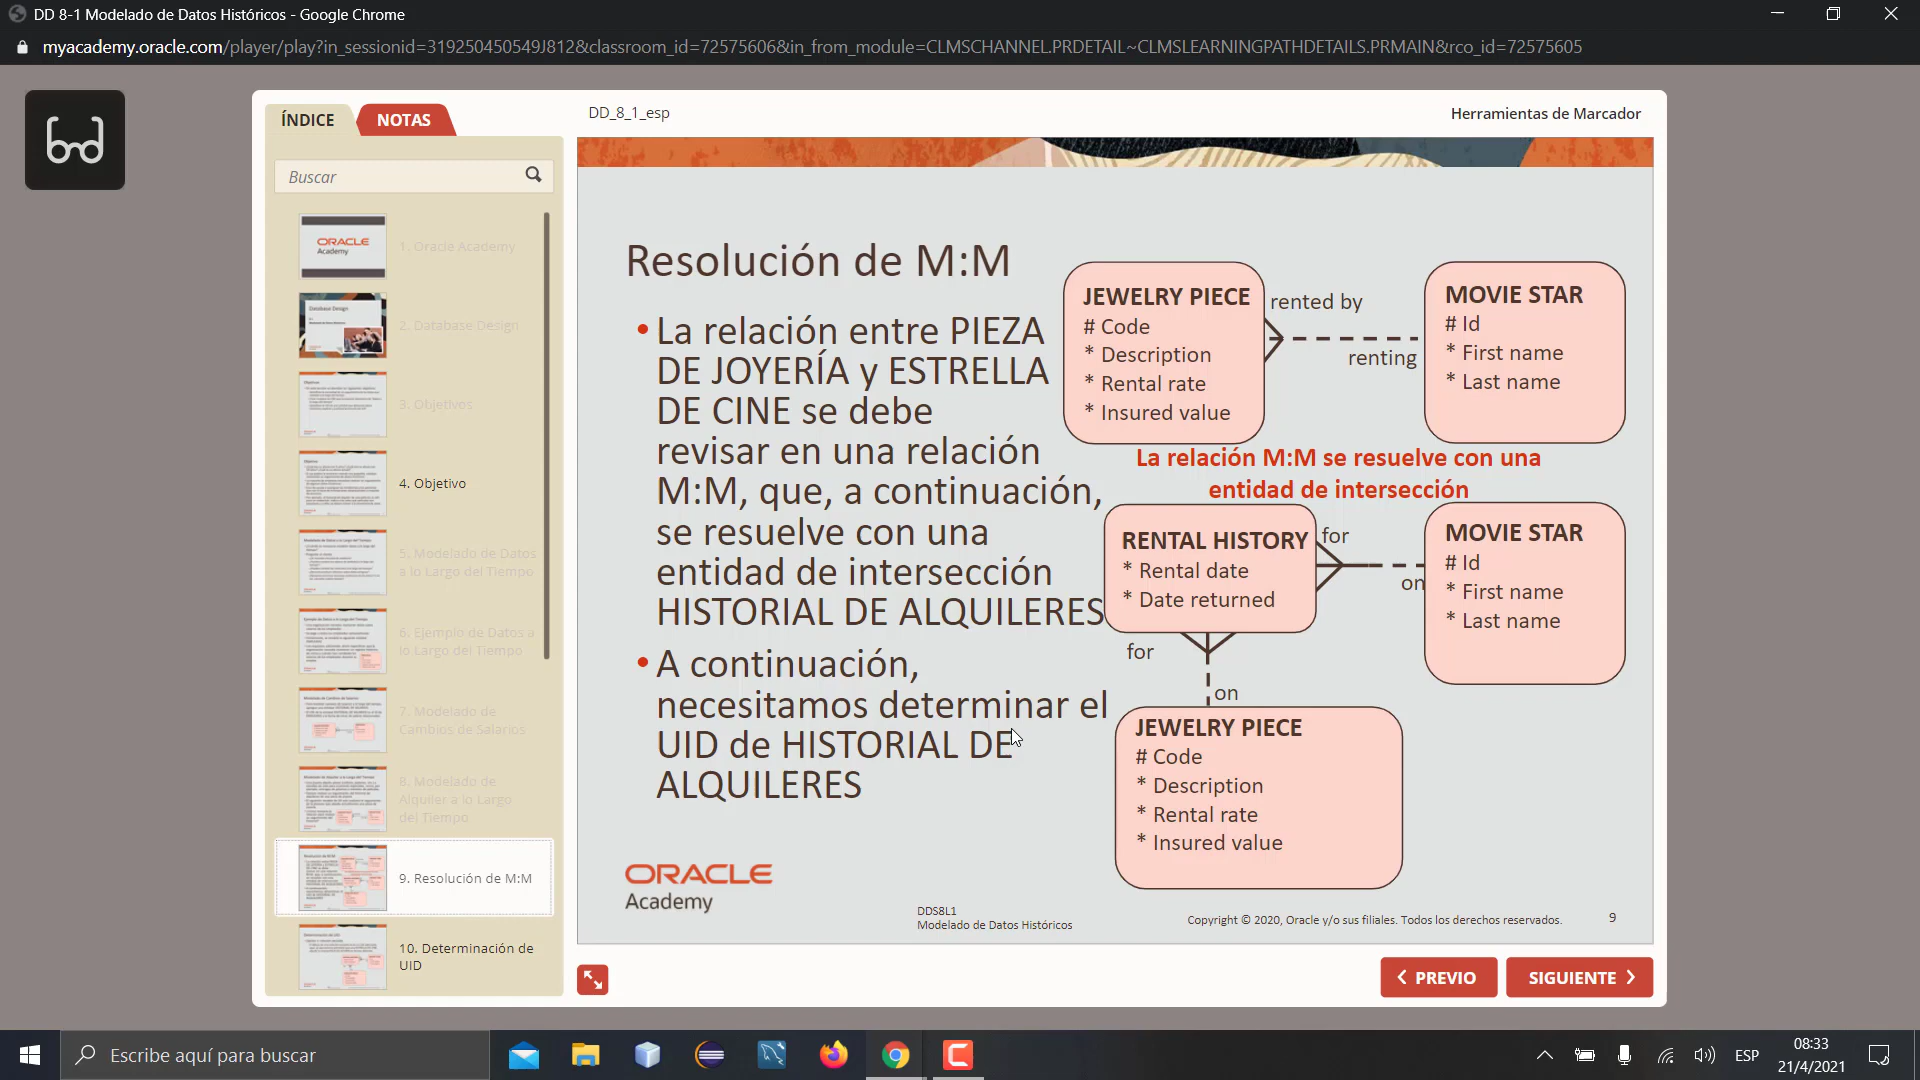 DD 8-1 Modelado de Datos Históricos - Google Chrome
myacademy.oracle.com/player/play?in_sessionid=319250450549J812&classroom_id=72575606&in_from_module=CLMSCHANNEL.PRDETAIL~CLMSLEARNINGPATHDETAILS.PRMAIN&rco_id=72575605
ÍNDICE
NOTAS
DD_8_1_esp
Herramientas de Marcador
Buscar
ORACLE
Academy
1. Oracle Academy
Database Design
2. Database Design
3. Objetivos
4. Objetivo
5. Modelado de Datos
a lo Largo del Tiempo
6. Ejemplo de Datos a
lo Largo del Tiempo
7. Modelado de
Cambios de Salarios
8. Modelado de
Alquiler a lo Largo
del Tiempo
9. Resolución de M:M
10. Determinación de
UID
Resolución de M:M
• La relación entre PIEZA
DE JOYERÍA y ESTRELLA
DE CINE se debe
revisar en una relación
M:M, que, a continuación,
se resuelve con una
entidad de intersección
HISTORIAL DE ALQUILERES
• A continuación,
necesitamos determinar el
UID de HISTORIAL DE
ALQUILERES
JEWELRY PIECE
# Code
* Description
* Rental rate
* Insured value
rented by
renting
MOVIE STAR
# Id
* First name
* Last name
La relación M:M se resuelve con una
entidad de intersección
RENTAL HISTORY
* Rental date
* Date returned
for
on
MOVIE STAR
# Id
* First name
* Last name
for
on
JEWELRY PIECE
# Code
* Description
* Rental rate
* Insured value
ORACLE
Academy
DDS8L1
Modelado de Datos Históricos
Copyright © 2020, Oracle y/o sus filiales. Todos los derechos reservados.
9
PREVIO
SIGUIENTE
Escribe aquí para buscar
ESP
08:33
21/4/2021